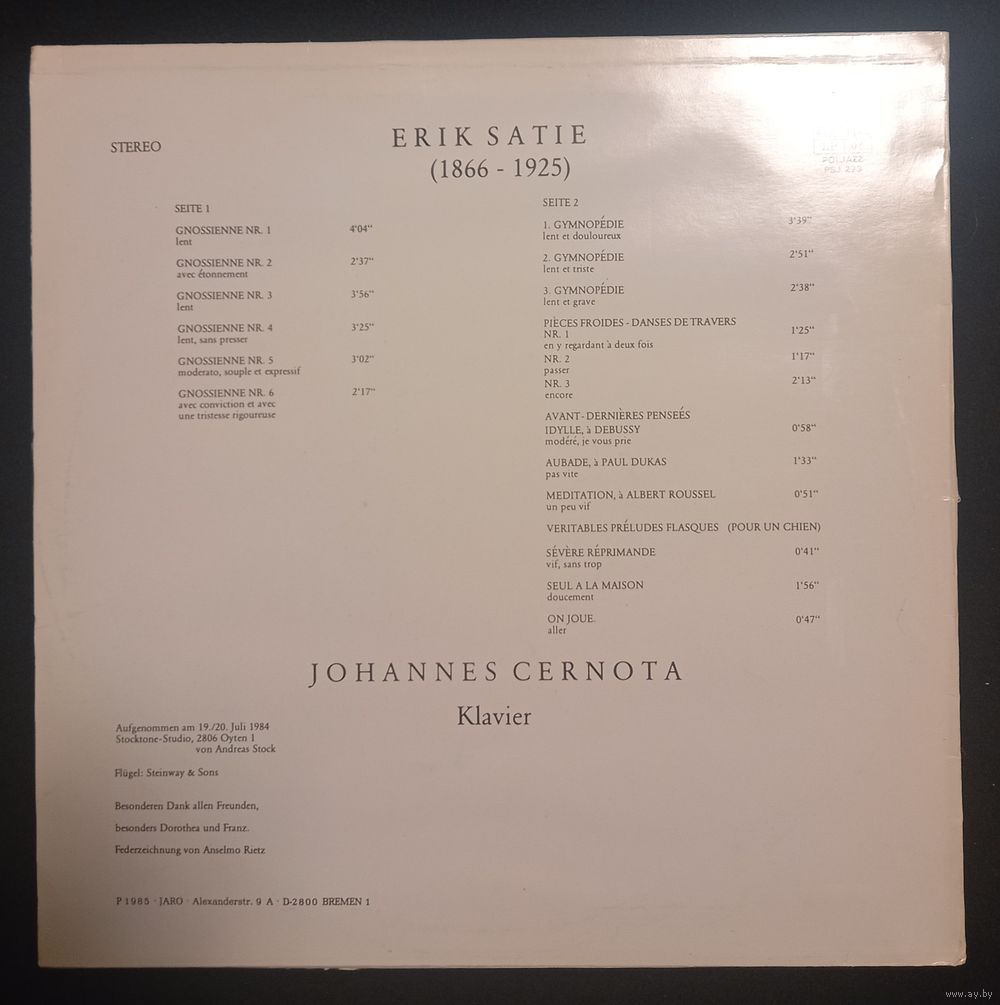 STEREO
ERIK SATIE
(1866 - 1925)
POLJAZZ
PSJ 223
SEITE 1
GNOSSIENNE NR. 1 4'04"
lent
GNOSSIENNE NR. 2 2'37"
avec étonnement
GNOSSIENNE NR. 3 3'56"
lent
GNOSSIENNE NR. 4 3'25"
lent, sans presser
GNOSSIENNE NR. 5 3'02"
moderato, souple et expressif
GNOSSIENNE NR. 6 2'17"
avec conviction et avec
une tristesse rigoureuse
SEITE 2
1. GYMNOPÉDIE 3'39"
lent et douloureux
2. GYMNOPÉDIE 2'51"
lent et triste
3. GYMNOPÉDIE 2'38"
lent et grave
PIÈCES FROIDES - DANSES DE TRAVERS
NR. 1 1'25"
en y regardant à deux fois
NR. 2 1'17"
passer
NR. 3 2'13"
encore
AVANT-DERNIÈRES PENSEÉS
IDYLLE, à DEBUSSY 0'58"
modéré, je vous prie
AUBADE, à PAUL DUKAS 1'33"
pas vite
MEDITATION, à ALBERT ROUSSEL 0'51"
un peu vif
VERITABLES PRÉLUDES FLASQUES (POUR UN CHIEN)
SÉVÈRE RÉPRIMANDE 0'41"
vif, sans trop
SEUL A LA MAISON 1'56"
doucement
ON JOUE. 0'47"
aller
JOHANNES CERNOTA
Klavier
Aufgenommen am 19./20. Juli 1984
Stocktone-Studio, 2806 Oyten 1
von Andreas Stock
Flügel: Steinway & Sons
Besonderen Dank allen Freunden,
besonders Dorothea und Franz.
Federzeichnung von Anselmo Rietz
P 1985 · JARO · Alexanderstr. 9 A · D-2800 BREMEN 1
www.ay.by